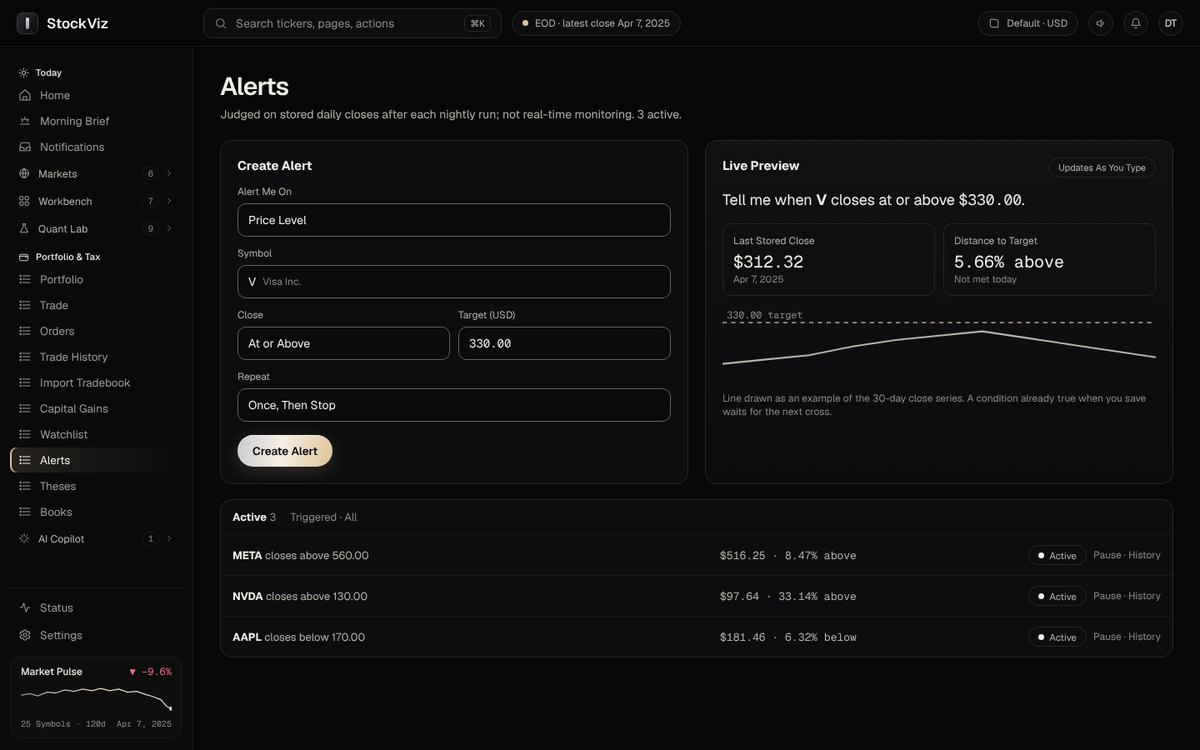 StockViz
Search tickers, pages, actions ⌘K
EOD · latest close Apr 7, 2025
Default · USD
DT
Today
Home
Morning Brief
Notifications
Markets 6
Workbench 7
Quant Lab 9
Portfolio & Tax
Portfolio
Trade
Orders
Trade History
Import Tradebook
Capital Gains
Watchlist
Alerts
Theses
Books
AI Copilot 1
Status
Settings
Market Pulse ▼ −9.6%
25 Symbols · 120d Apr 7, 2025
Alerts
Judged on stored daily closes after each nightly run; not real-time monitoring. 3 active.
Create Alert
Alert Me On
Price Level
Symbol
V Visa Inc.
Close Target (USD)
At or Above 330.00
Repeat
Once, Then Stop
Create Alert
Live Preview Updates As You Type
Tell me when V closes at or above $330.00.
Last Stored Close
$312.32
Apr 7, 2025
Distance to Target
5.66% above
Not met today
330.00 target
Line drawn as an example of the 30-day close series. A condition already true when you save
waits for the next cross.
Active 3 Triggered · All
META closes above 560.00 $516.25 · 8.47% above Active Pause · History
NVDA closes above 130.00 $97.64 · 33.14% above Active Pause · History
AAPL closes below 170.00 $181.46 · 6.32% below Active Pause · History